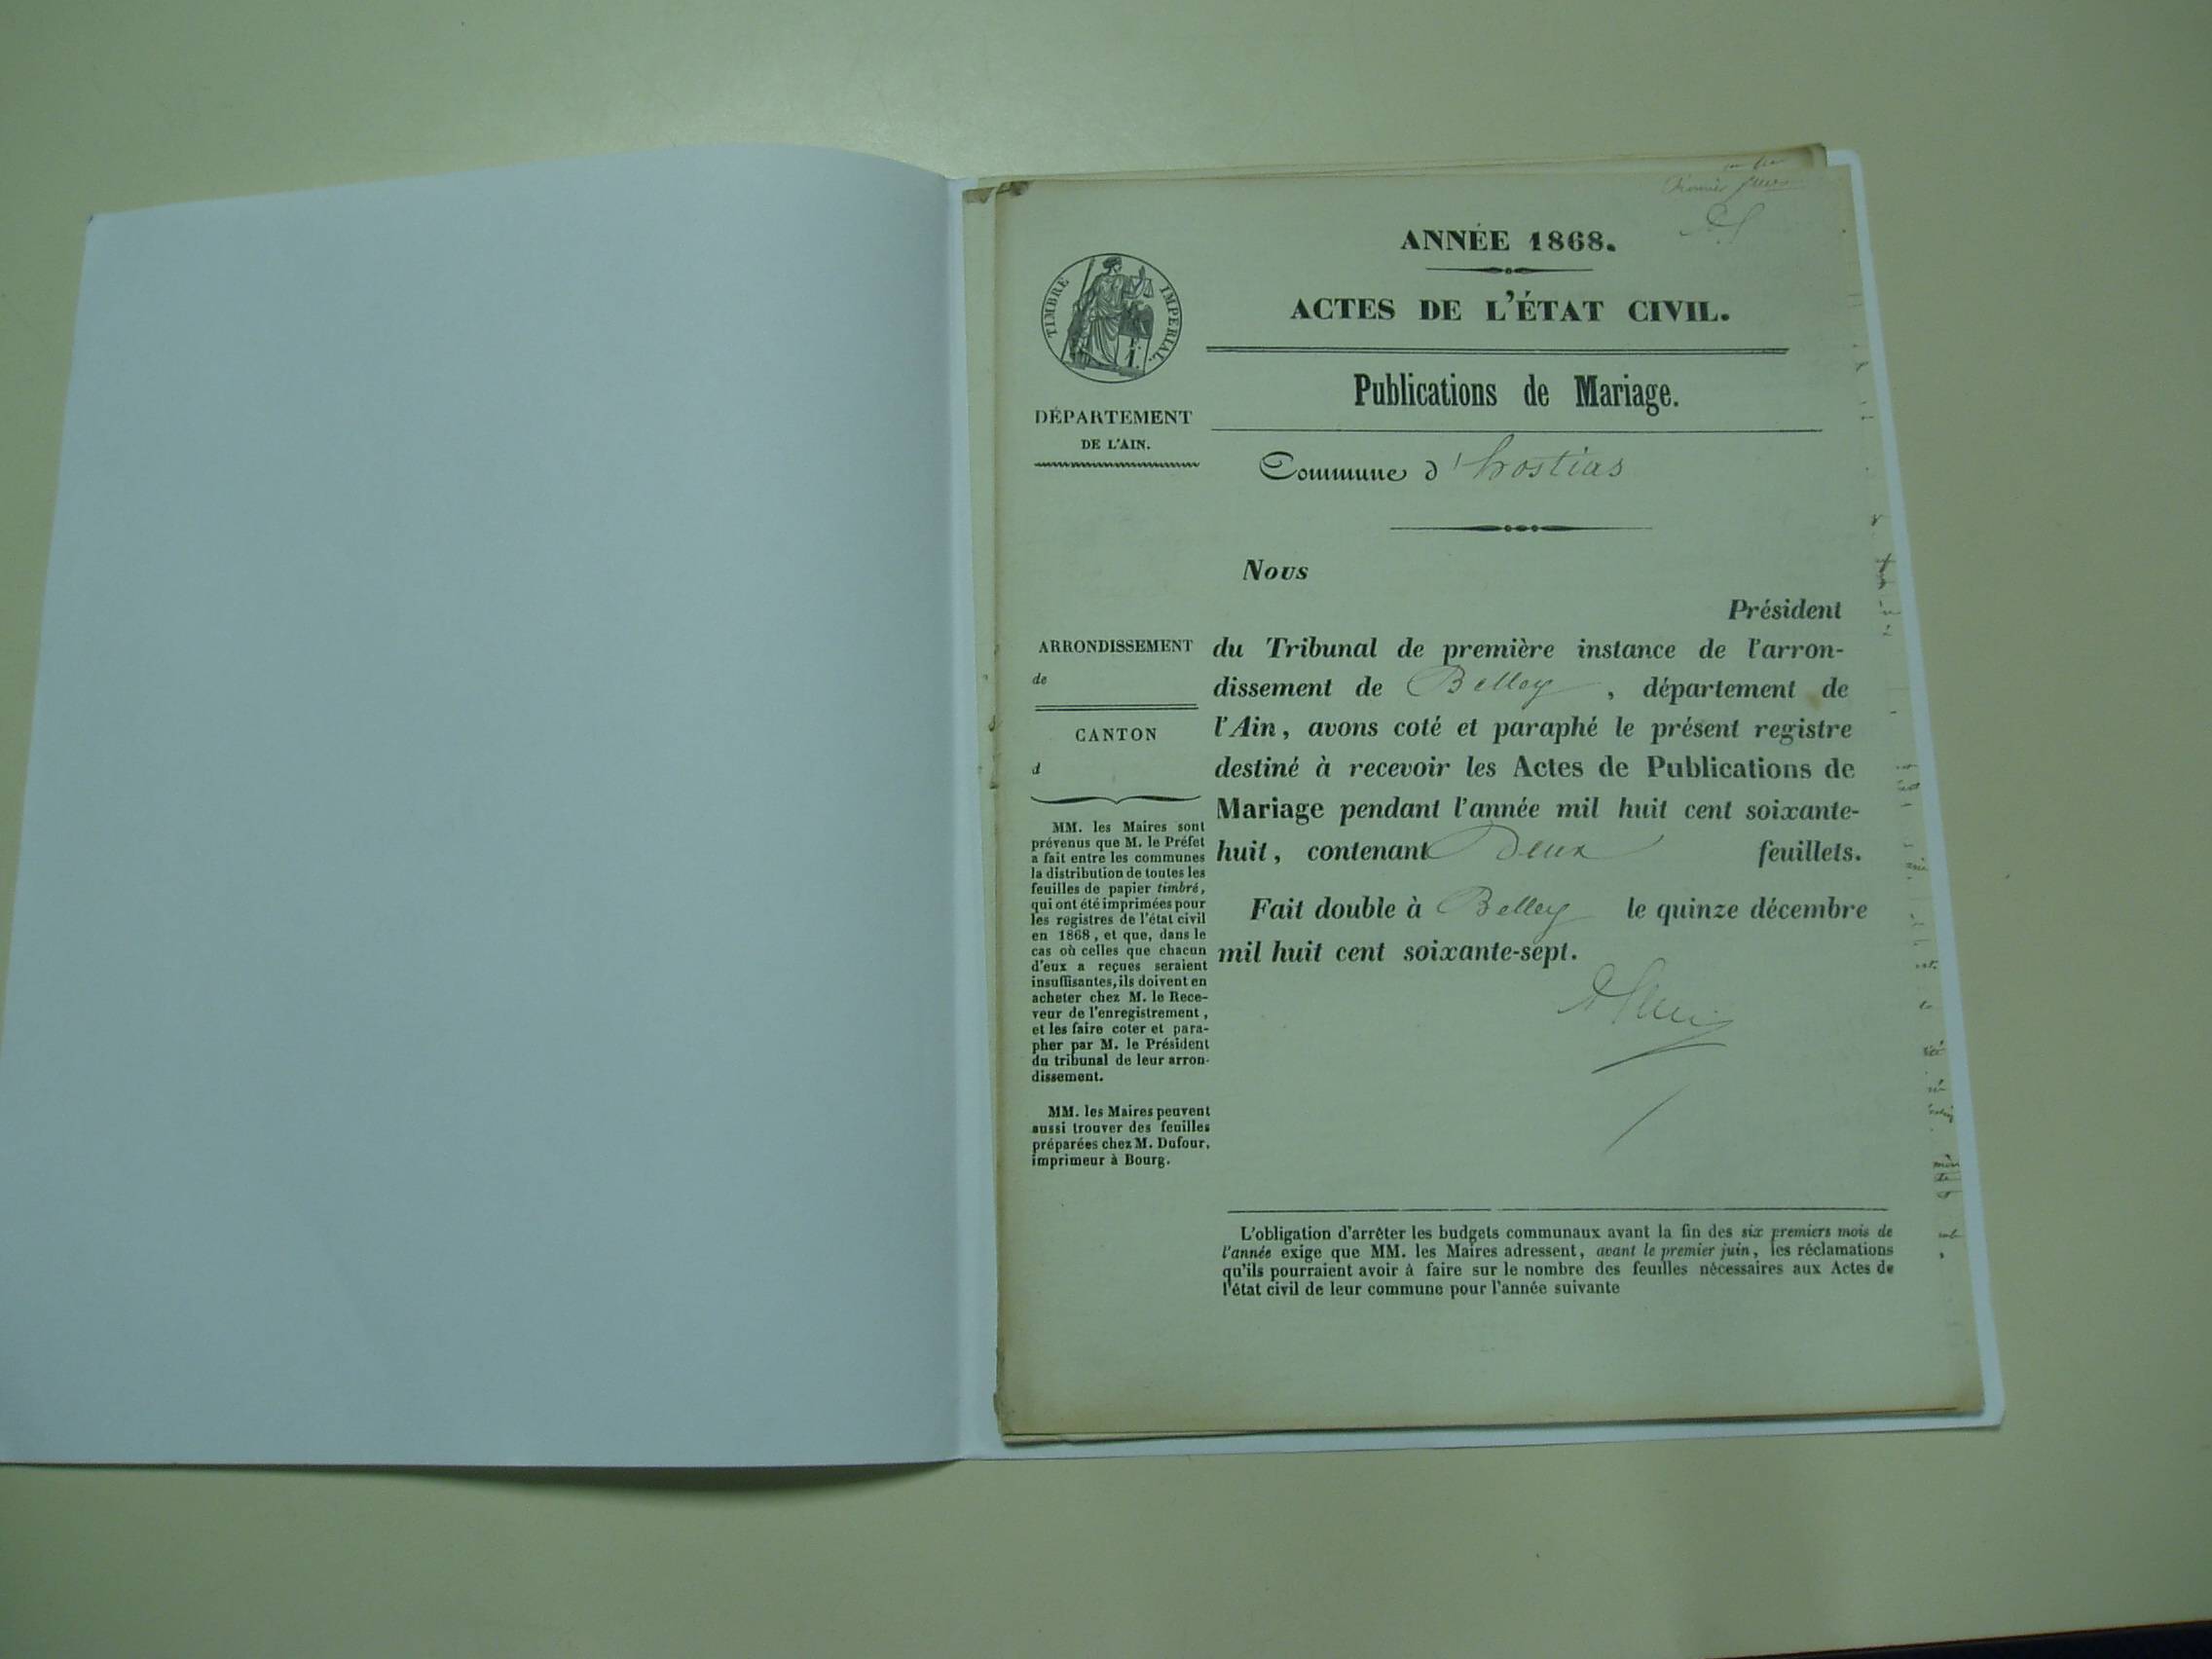 Premier
ANNÉE 1868.
ACTES DE L'ÉTAT CIVIL.
TIMBRE IMPERIAL.
Publications de Mariage.
DÉPARTEMENT
DE L'AIN.
Commune d'hostias
Nous
Président
du Tribunal de première instance de l'arron-
dissement de Belley, département de
l'Ain, avons coté et paraphé le présent registre
destiné à recevoir les Actes de Publications de
Mariage pendant l'année mil huit cent soixante-
huit, contenant Deux feuillets.
Fait double à Belley le quinze décembre
mil huit cent soixante-sept.
ARRONDISSEMENT
de
CANTON
d
MM. les Maires sont
prévenus que M. le Préfet
a fait entre les communes
la distribution de toutes les
feuilles de papier timbré,
qui ont été imprimées pour
les registres de l'état civil
en 1868, et que, dans le
cas où celles que chacun
d'eux a reçues seraient
insuffisantes, ils doivent en
acheter chez M. le Rece-
veur de l'enregistrement,
et les faire coter et para-
pher par M. le Président
du tribunal de leur arron-
dissement.
MM. les Maires peuvent
aussi trouver des feuilles
préparées chez M. Dufour,
imprimeur à Bourg.
L'obligation d'arrêter les budgets communaux avant la fin des six premiers mois de
l'année exige que MM. les Maires adressent, avant le premier juin, les réclamations
qu'ils pourraient avoir à faire sur le nombre des feuilles nécessaires aux Actes de
l'état civil de leur commune pour l'année suivante